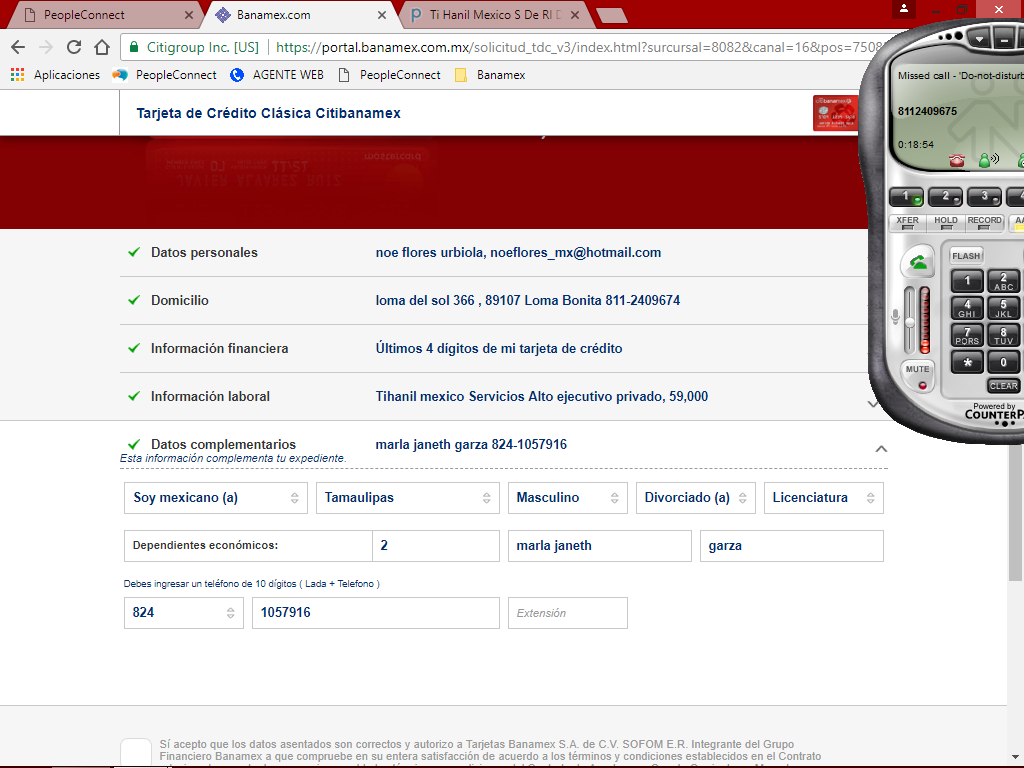 PeopleConnect
Banamex.com
Ti Hanil Mexico S De Rl D
Citigroup Inc. [US]
https://portal.banamex.com.mx/solicitud_tdc_v3/index.html?sursursal=8082&canal=16&pos=7508
Aplicaciones
PeopleConnect
AGENTE WEB
PeopleConnect
Banamex
Tarjeta de Crédito Clásica Citibanamex
Datos personales
noe flores urbiola, noeflores_mx@hotmail.com
Domicilio
loma del sol 366 , 89107 Loma Bonita 811-2409674
Información financiera
Últimos 4 dígitos de mi tarjeta de crédito
Información laboral
Tihanil mexico Servicios Alto ejecutivo privado, 59,000
Datos complementarios
marla janeth garza 824-1057916
Esta información complementa tu expediente.
Soy mexicano (a)
Tamaulipas
Masculino
Divorciado (a)
Licenciatura
Dependientes económicos:
2
marla janeth
garza
Debes ingresar un teléfono de 10 dígitos ( Lada + Telefono )
824
1057916
Extensión
Sí acepto que los datos asentados son correctos y autorizo a Tarjetas Banamex S.A. de C.V. SOFOM E.R. Integrante del Grupo
Financiero Banamex a que compruebe en su entera satisfacción de acuerdo a los términos y condiciones establecidos en el Contrato
Missed call - 'Do-not-disturb
8112409675
0:18:54
1
2
3
4
XFER
HOLD
RECORD
AA
FLASH
1
2
ABC
4
GHI
5
JKL
7
PQRS
8
TUV
*
0
MUTE
CLEAR
Powered by
COUNTERP